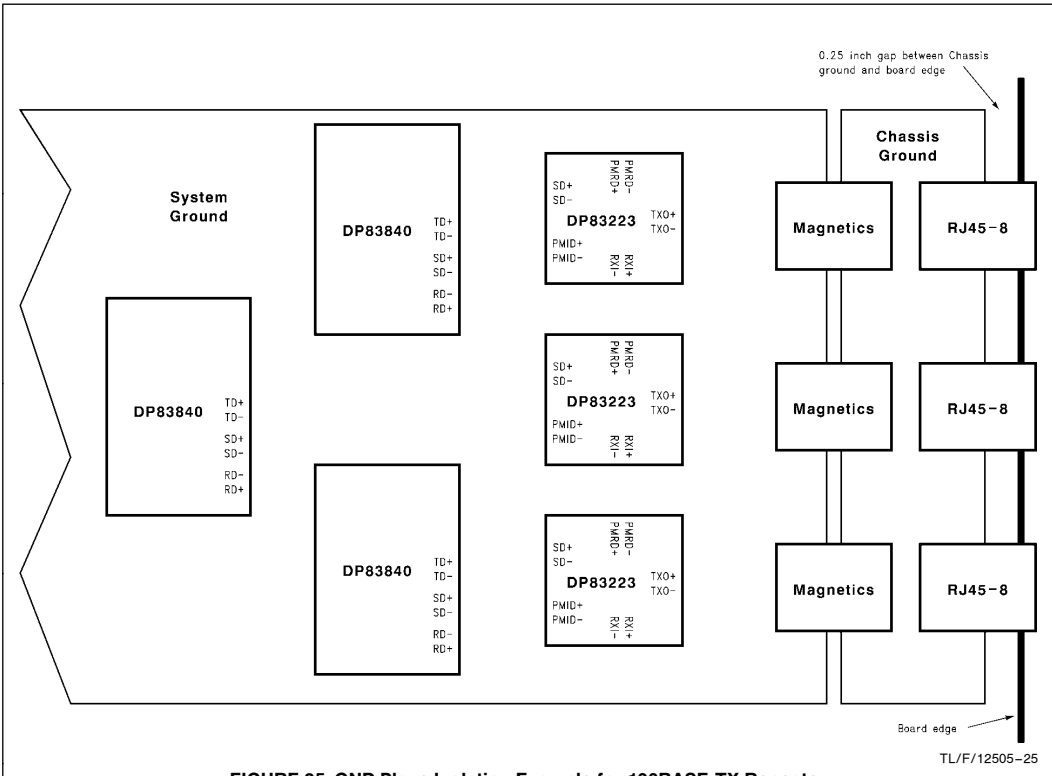 0.25 inch gap between Chassis
ground and board edge
Chassis
Ground
System
Ground
DP83840
TD+
TD-
SD+
SD-
RD-
RD+
PMRD-
PMRD+
SD+
SD-
DP83223
TXO+
TXO-
PMID+
PMID-
RXI+
RXI-
Magnetics
RJ45-8
DP83840
TD+
TD-
SD+
SD-
RD-
RD+
PMRD-
PMRD+
SD+
SD-
DP83223
TXO+
TXO-
PMID+
PMID-
RXI+
RXI-
Magnetics
RJ45-8
DP83840
TD+
TD-
SD+
SD-
RD-
RD+
PMRD-
PMRD+
SD+
SD-
DP83223
TXO+
TXO-
PMID+
PMID-
RXI+
RXI-
Magnetics
RJ45-8
Board edge
TL/F/12505-25
FIGURE GND Plane Isolation Example for 100BASE-TX Repeater